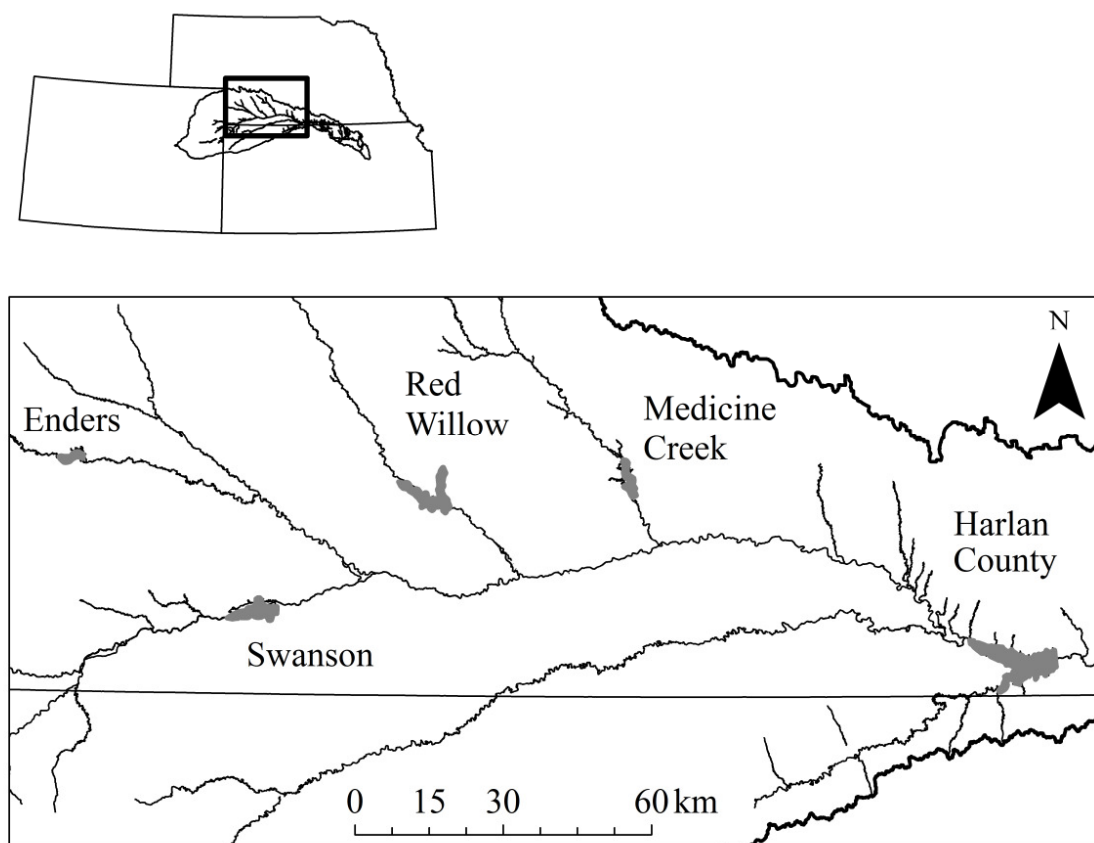 N
Enders
Red
Willow
Medicine
Creek
Harlan
County
Swanson
0 15 30 60 km